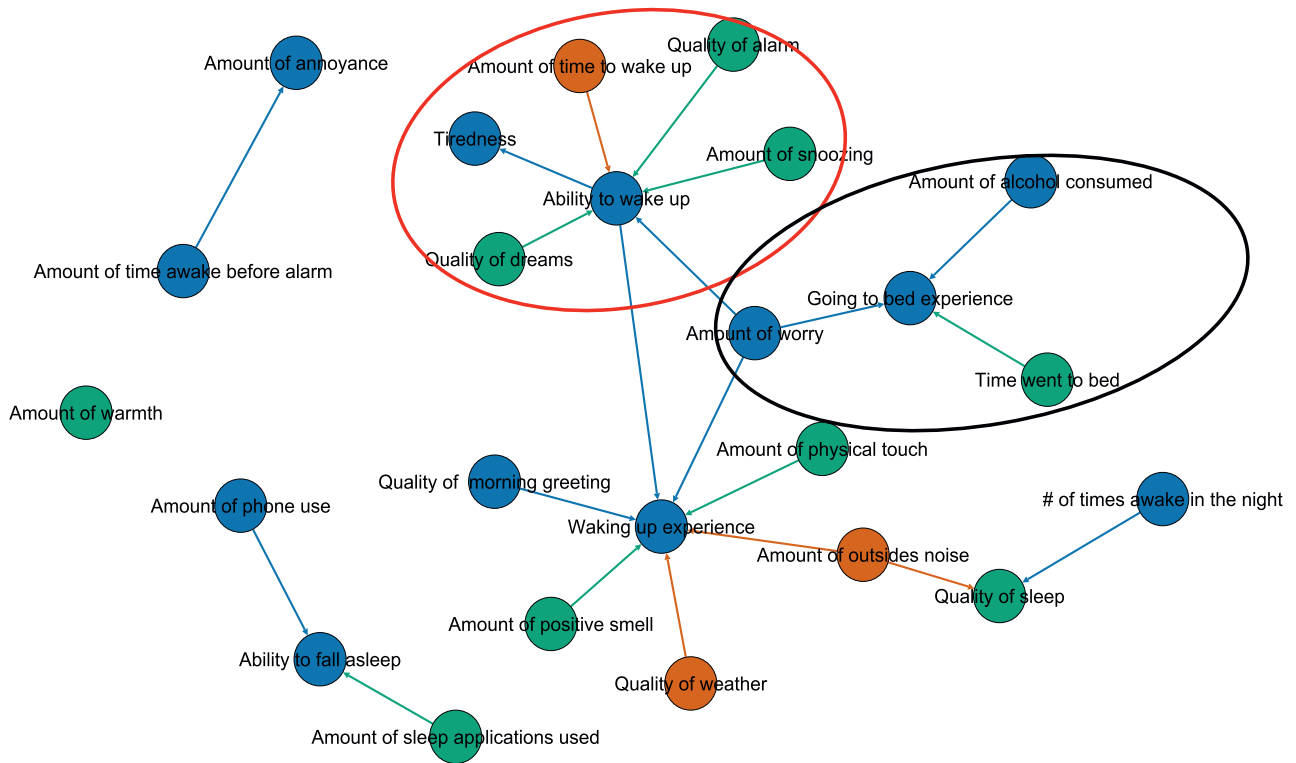 Quality of alarm
Amount of annoyance
Amount of time to wake up
Tiredness
Amount of snoozing
Amount of alcohol consumed
Ability to wake up
Quality of dreams
Amount of time awake before alarm
Going to bed experience
Amount of worry
Time went to bed
Amount of warmth
Amount of physical touch
Quality of  morning greeting
# of times awake in the night
Amount of phone use
Waking up experience
Amount of outsides noise
Quality of sleep
Amount of positive smell
Ability to fall asleep
Quality of weather
Amount of sleep applications used